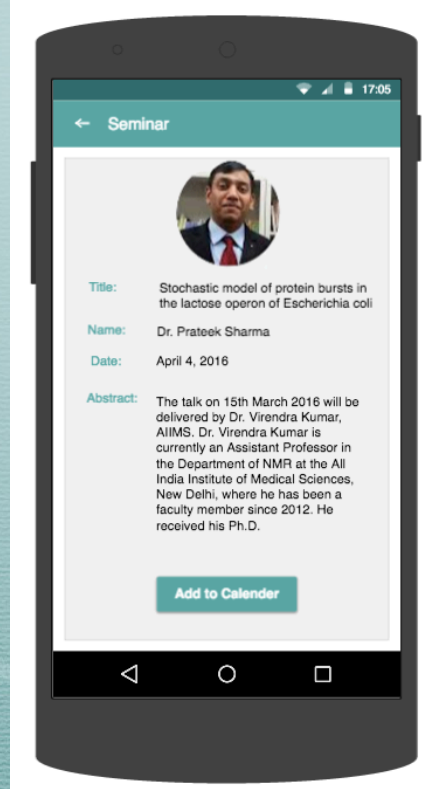 17:05
← Seminar
Title: Stochastic model of protein bursts in
the lactose operon of Escherichia coli
Name: Dr. Prateek Sharma
Date: April 4, 2016
Abstract: The talk on 15th March 2016 will be
delivered by Dr. Virendra Kumar,
AIIMS. Dr. Virendra Kumar is
currently an Assistant Professor in
the Department of NMR at the All
India Institute of Medical Sciences,
New Delhi, where he has been a
faculty member since 2012. He
received his Ph.D.
Add to Calender